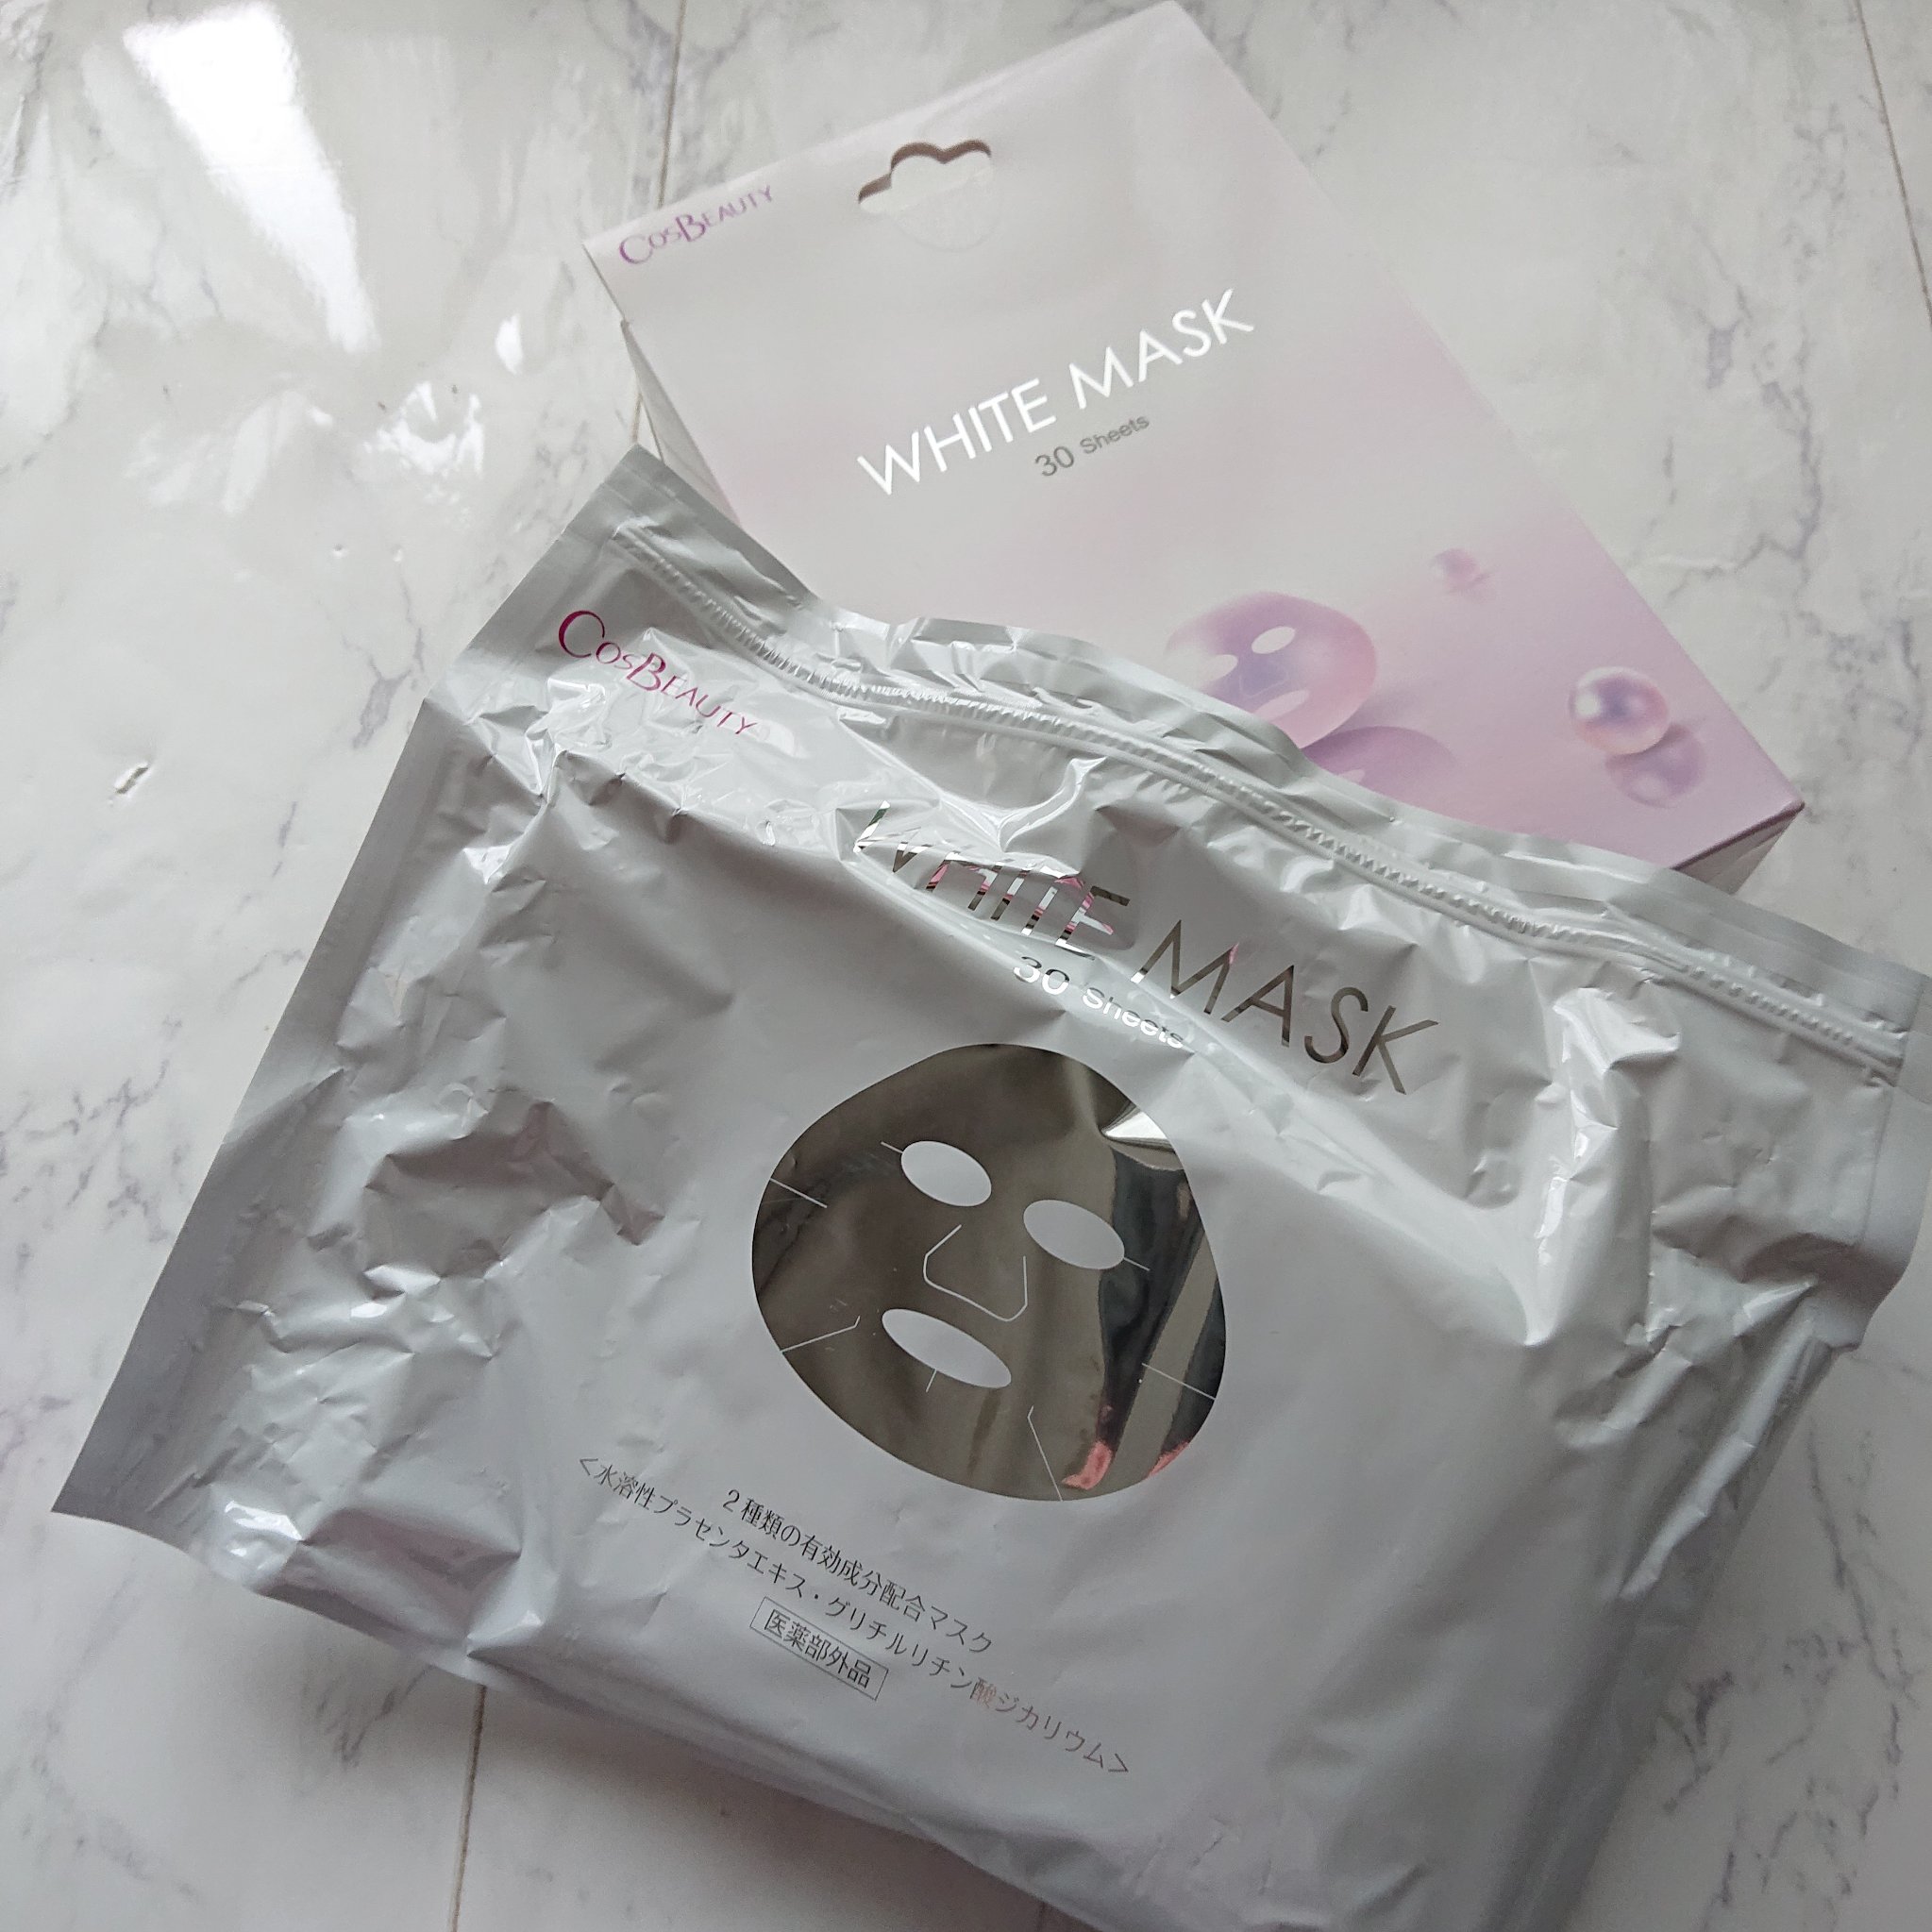 COSBEAUTY
WHITE MASK
30 Sheets
COSBEAUTY
WHITE MASK
30 Sheets
2種類の有効成分配合マスク
<水溶性プラセンタエキス・グリチルリチン酸ジカリウム>
医薬部外品